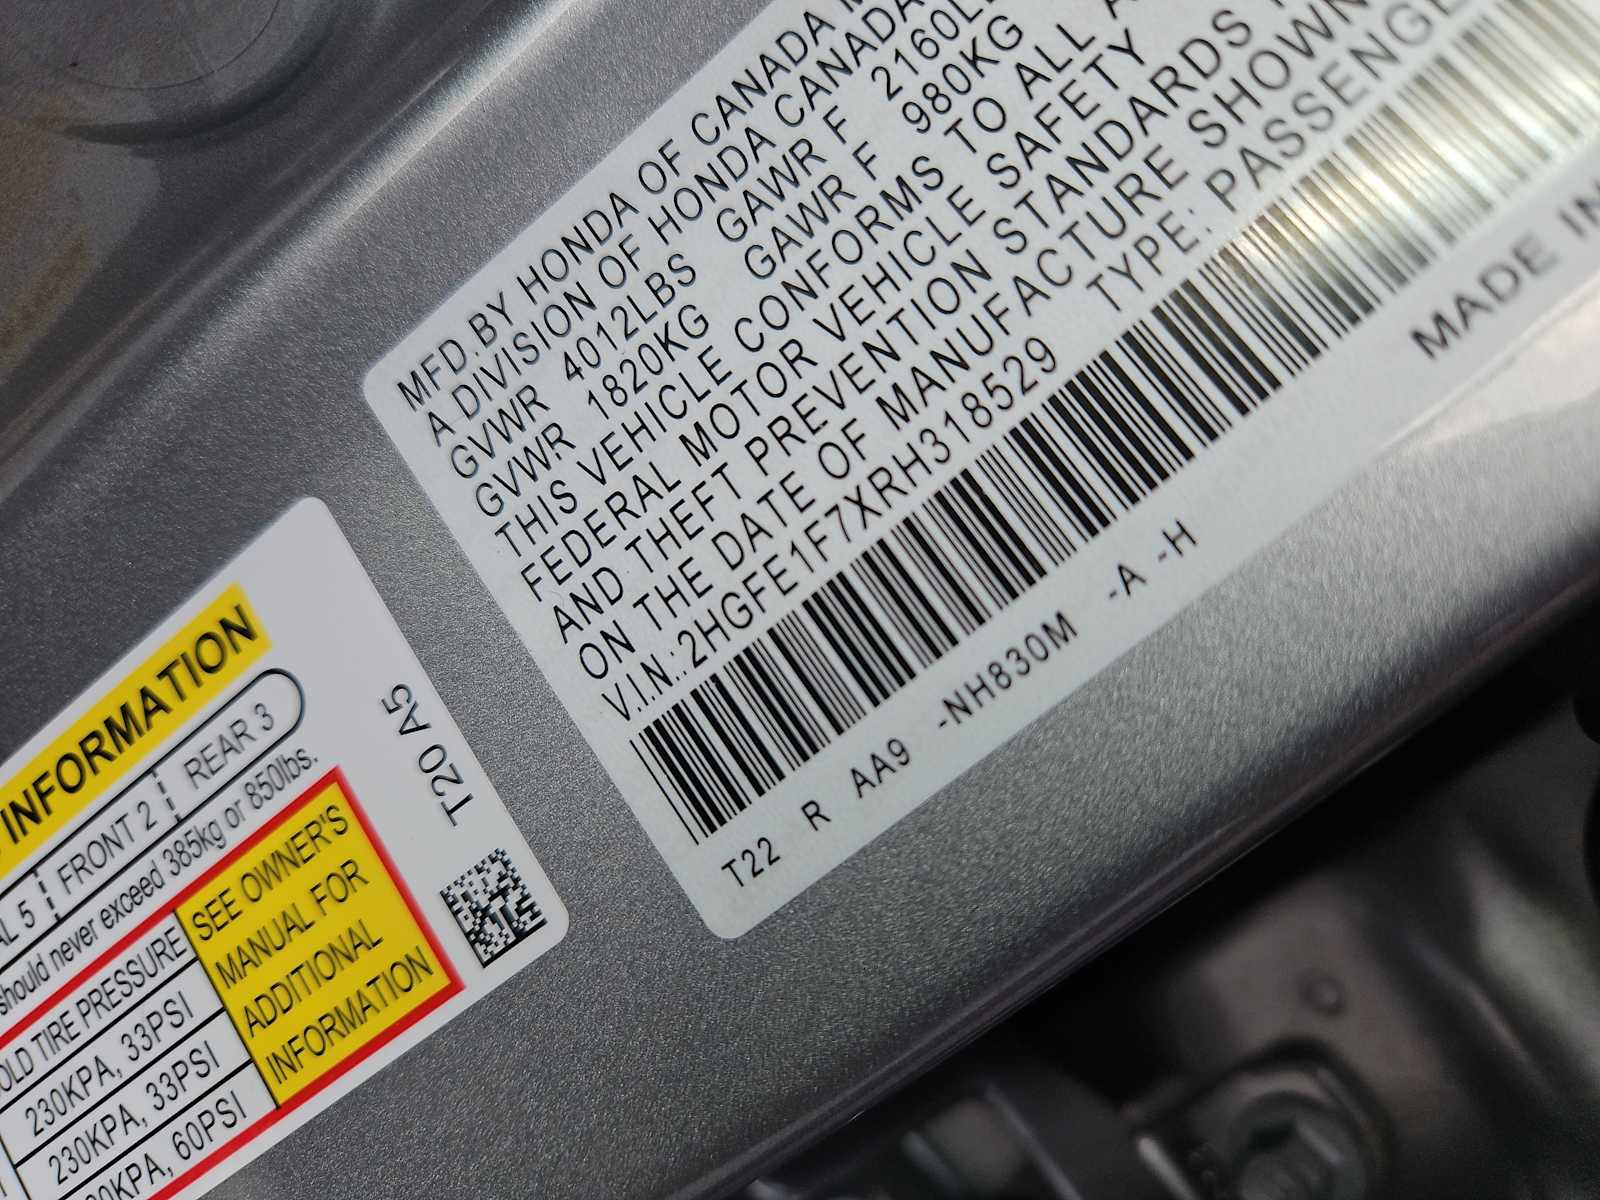 MFD. BY HONDA OF CANADA
A DIVISION OF HONDA CANADA
GVWR 4012LBS GAWR F 2160L
GVWR 1820KG GAWR F 980KG
THIS VEHICLE CONFORMS TO ALL A
FEDERAL MOTOR VEHICLE SAFETY
AND THEFT PREVENTION STANDARDS
ON THE DATE OF MANUFACTURE SHOWN
V.I.N.:2HGFE1F7XRH318529 TYPE: PASSENGE
T22 R AA9 -NH830M -A -H MADE IN
INFORMATION
AL 5 FRONT 2 REAR 3
should never exceed 385kg or 850lbs.
OLD TIRE PRESSURE
230KPA, 33PSI
230KPA, 33PSI
0KPA, 60PSI
SEE OWNER'S
MANUAL FOR
ADDITIONAL
INFORMATION
T20 A5